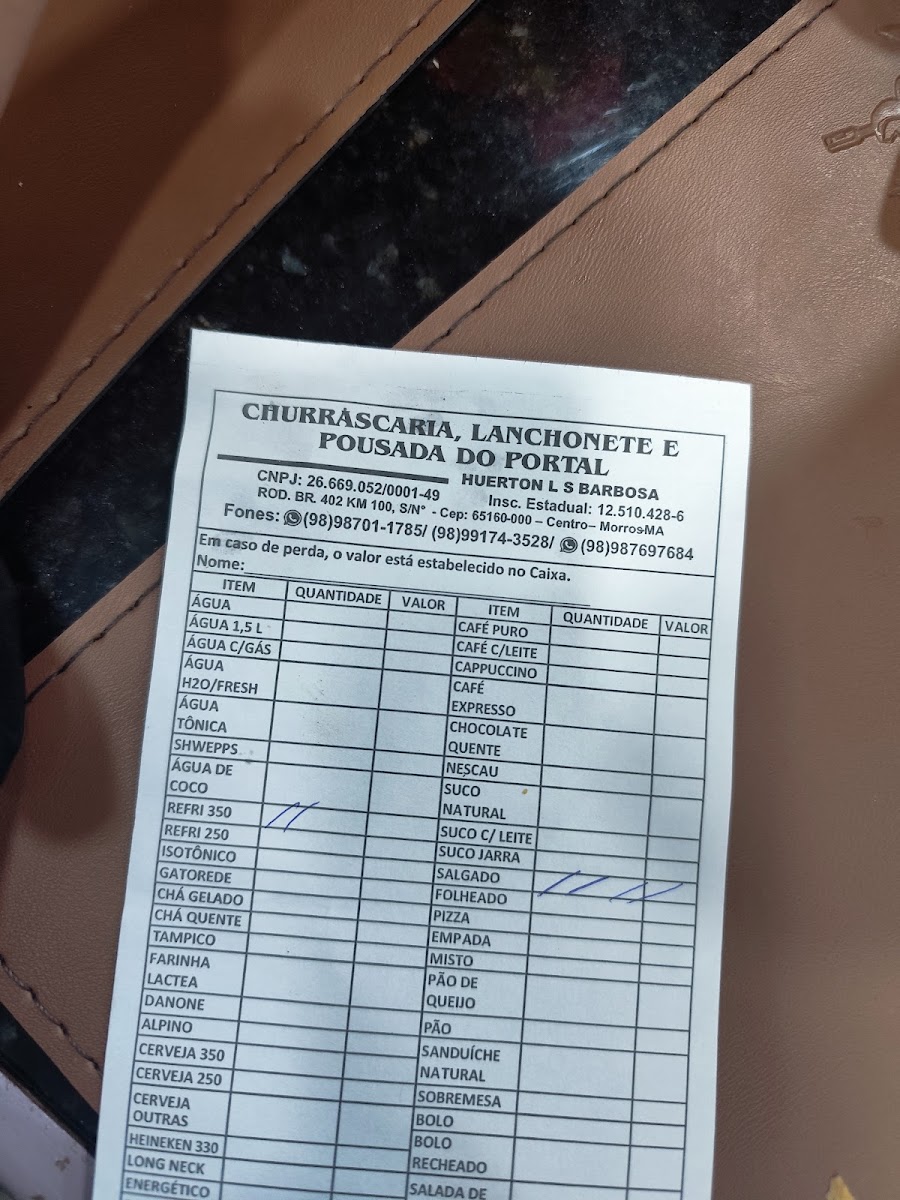 CHURRASCARIA, LANCHONETE E
POUSADA DO PORTAL
HUERTON L S BARBOSA
CNPJ: 26.669.052/0001-49 Insc. Estadual: 12.510.428-6
ROD. BR. 402 KM 100, S/N° - Cep: 65160-000 – Centro– Morros-MA
Fones: (98)98701-1785/ (98)99174-3528/ (98)987697684
Em caso de perda, o valor está estabelecido no Caixa.
Nome:
ITEM QUANTIDADE VALOR ITEM QUANTIDADE VALOR
ÁGUA
ÁGUA 1,5 L
ÁGUA C/GÁS
ÁGUA
H2O/FRESH
ÁGUA
TÔNICA
SHWEPPS
ÁGUA DE
COCO
REFRI 350
REFRI 250
ISOTÔNICO
GATOREDE
CHÁ GELADO
CHÁ QUENTE
TAMPICO
FARINHA
LACTEA
DANONE
ALPINO
CERVEJA 350
CERVEJA 250
CERVEJA
OUTRAS
HEINEKEN 330
LONG NECK
ENERGÉTICO
CAFÉ PURO
CAFÉ C/LEITE
CAPPUCCINO
CAFÉ
EXPRESSO
CHOCOLATE
QUENTE
NESCAU
SUCO
NATURAL
SUCO C/ LEITE
SUCO JARRA
SALGADO
FOLHEADO
PIZZA
EMPADA
MISTO
PÃO DE
QUEIJO
PÃO
SANDUÍCHE
NATURAL
SOBREMESA
BOLO
BOLO
RECHEADO
SALADA DE